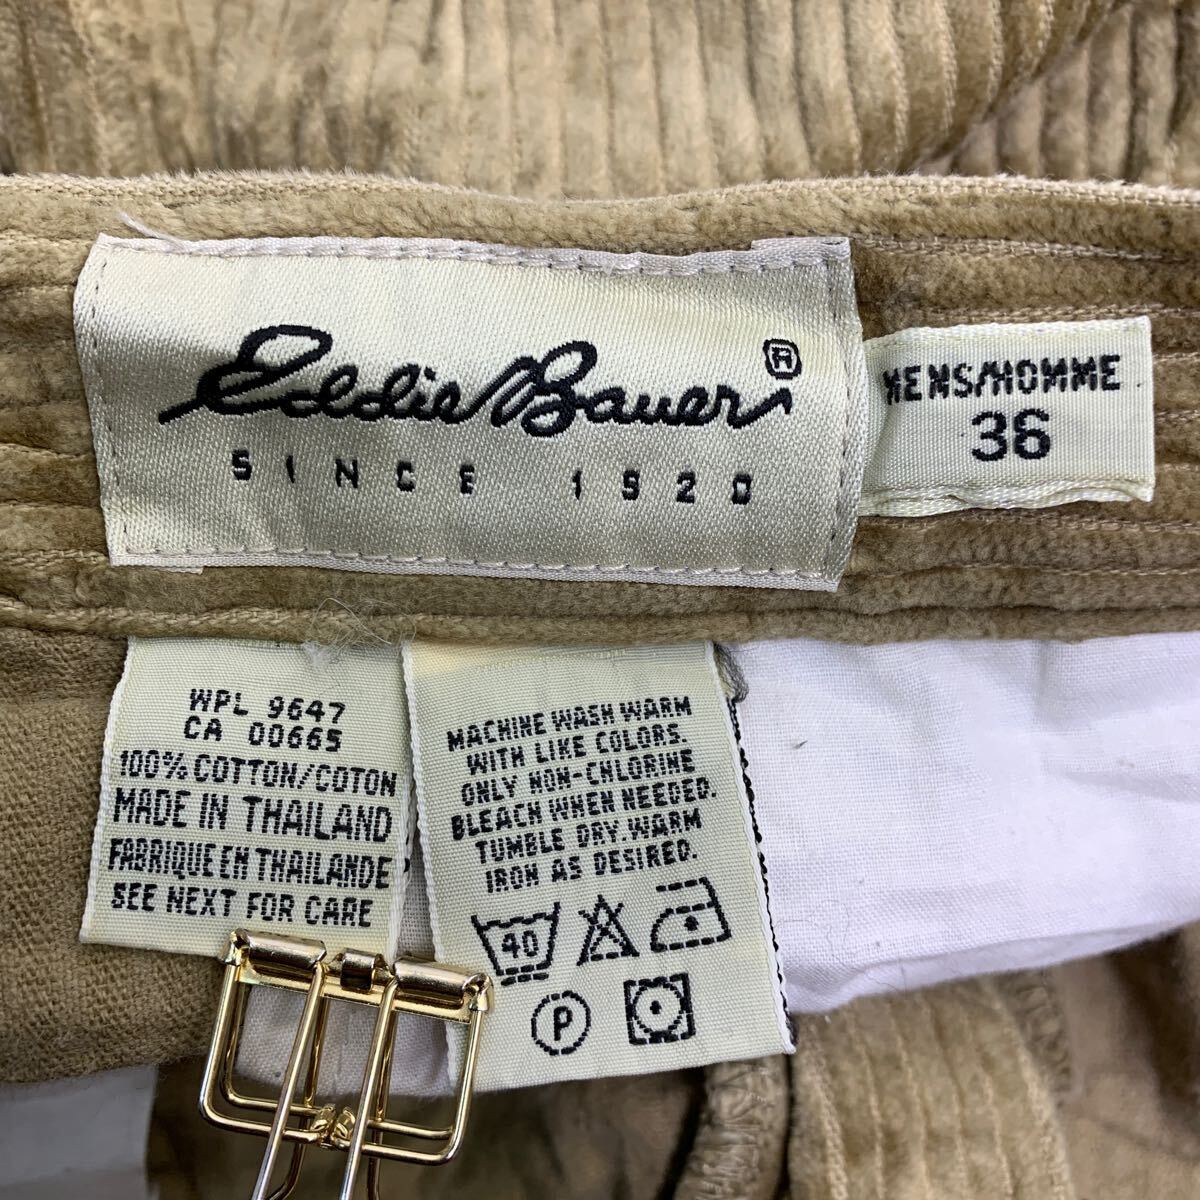 Eddie Bauer ®
SINCE 1920
MENS/HOMME
36
WPL 9647
CA 00665
100% COTTON/COTON
MADE IN THAILAND
FABRIQUE EN THAILANDE
SEE NEXT FOR CARE
MACHINE WASH WARM
WITH LIKE COLORS.
ONLY NON-CHLORINE
BLEACH WHEN NEEDED.
TUMBLE DRY.WARM
IRON AS DESIRED.
40
P